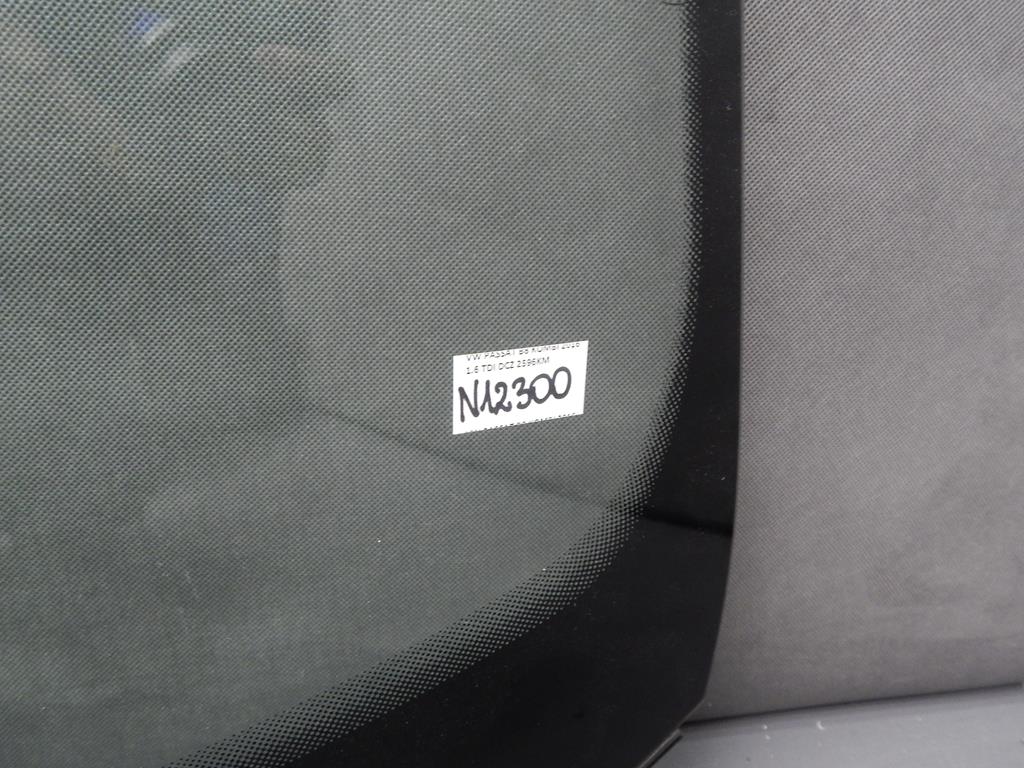 VW PASSAT B8 KOMBI 2016
1.6 TDI DCZ 2596KM
N12300